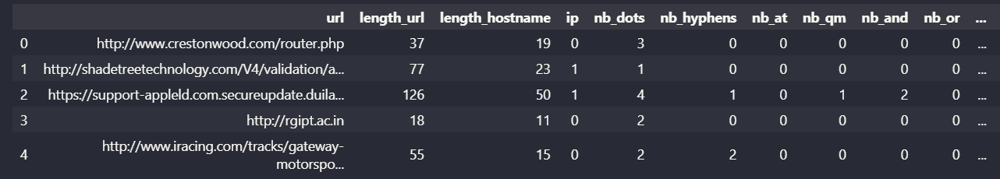 url length_url length_hostname ip nb_dots nb_hyphens nb_at nb_qm nb_and nb_or ...
0 http://www.crestonwood.com/router.php 37 19 0 3 0 0 0 0 0 ...
1 http://shadetreetechnology.com/V4/validation/a... 77 23 1 1 0 0 0 0 0 ...
2 https://support-appleld.com.secureupdate.duila... 126 50 1 4 1 0 1 2 0 ...
3 http://rgipt.ac.in 18 11 0 2 0 0 0 0 0 ...
4 http://www.iracing.com/tracks/gateway- 55 15 0 2 2 0 0 0 0 ...
motorspo...